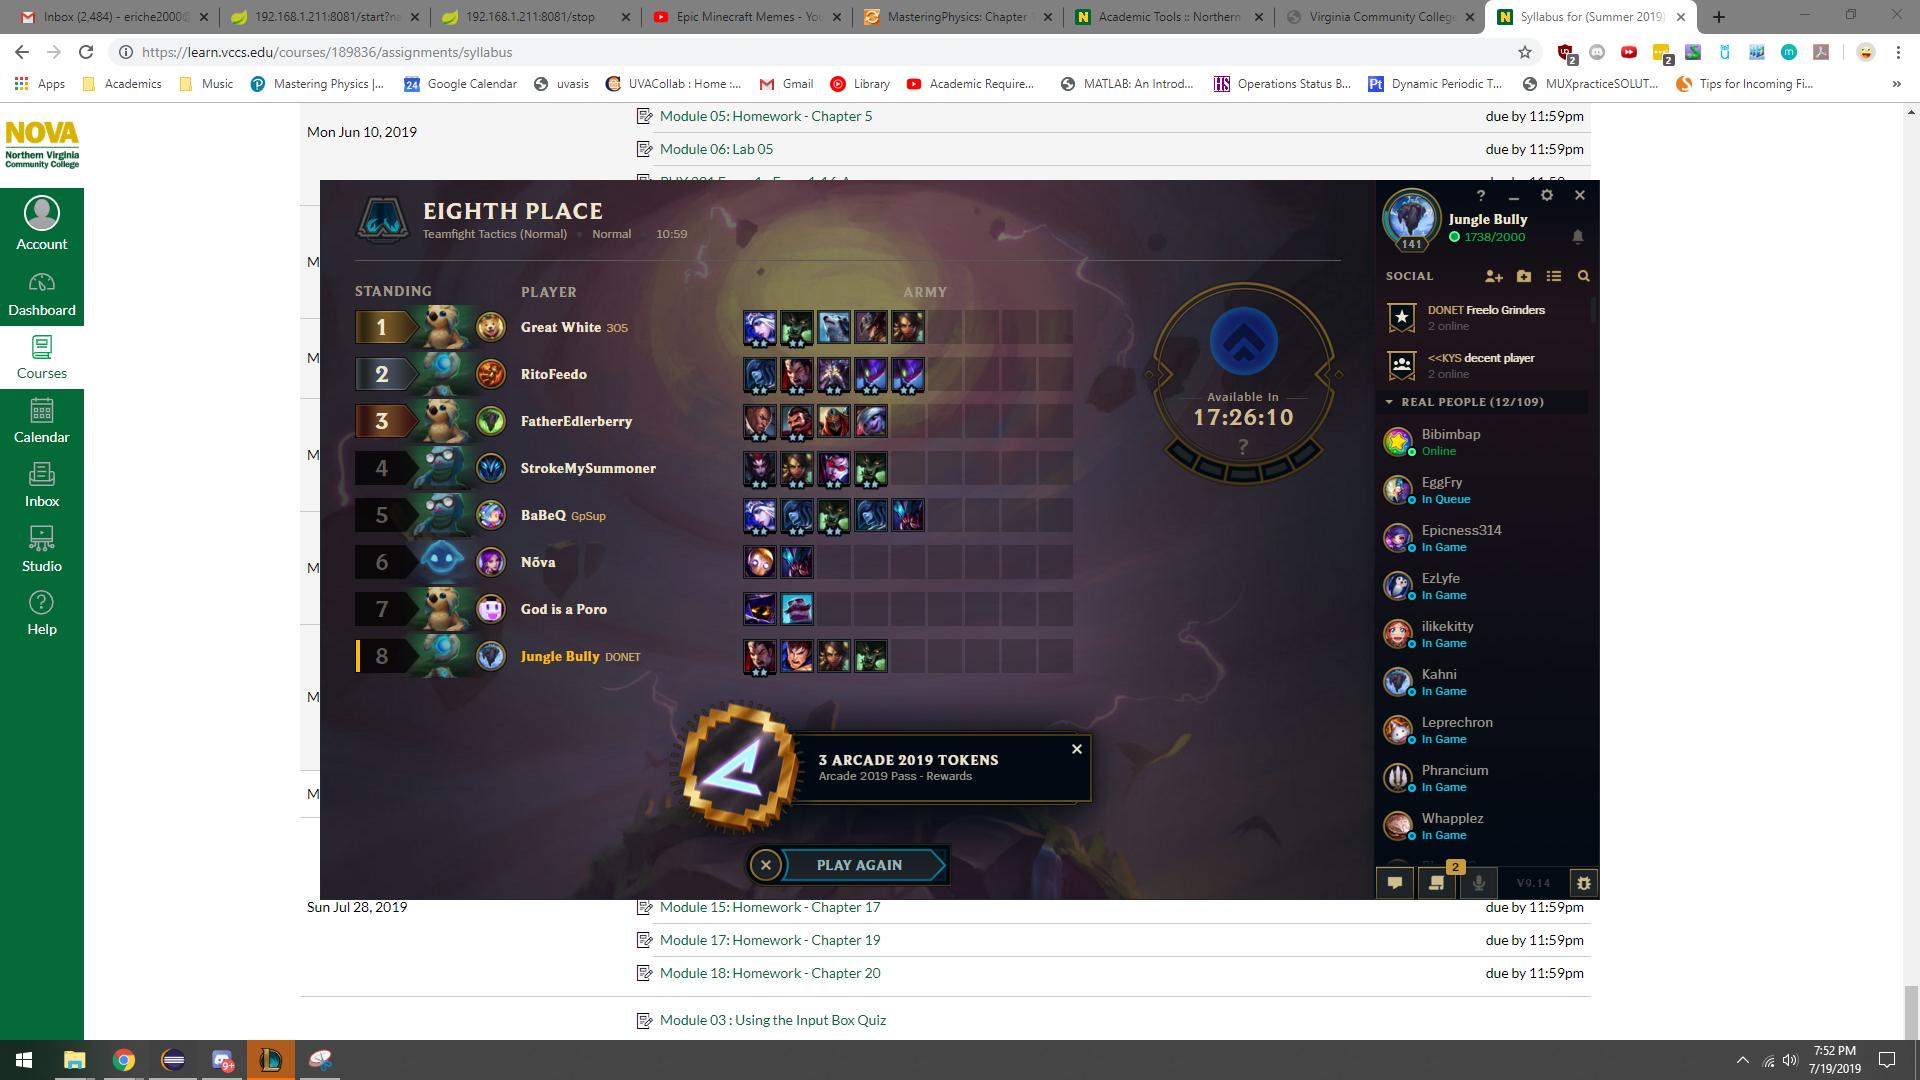 Inbox (2,484) - eriche2000@
192.168.1.211:8081/start?na
192.168.1.211:8081/stop
Epic Minecraft Memes - You
MasteringPhysics: Chapter
Academic Tools :: Northern
Virginia Community College
Syllabus for (Summer 2019)
https://learn.vccs.edu/courses/189836/assignments/syllabus
2
2
Apps
Academics
Music
Mastering Physics |...
24
Google Calendar
uvasis
UVACollab : Home :...
Gmail
Library
Academic Require...
MATLAB: An Introd...
HS
Operations Status B...
Pt
Dynamic Periodic T...
MUXpracticeSOLUT...
Tips for Incoming Fi...
NOVA
Northern Virginia
Community College
Account
Dashboard
Courses
Calendar
Inbox
Studio
Help
Module 05: Homework - Chapter 5
due by 11:59pm
Mon Jun 10, 2019
Module 06: Lab 05
due by 11:59pm
EIGHTH PLACE
Teamfight Tactics (Normal)
Normal
10:59
STANDING
PLAYER
ARMY
1
Great White 305
2
RitoFeedo
3
FatherEdlerberry
4
StrokeMySummoner
5
BaBeQ GpSup
6
Nõva
7
God is a Poro
8
Jungle Bully DONET
Available In
17:26:10
?
3 ARCADE 2019 TOKENS
Arcade 2019 Pass - Rewards
PLAY AGAIN
?
Jungle Bully
1738/2000
141
SOCIAL
DONET Freelo Grinders
2 online
<<KYS decent player
2 online
REAL PEOPLE (12/109)
Bibimbap
Online
EggFry
In Queue
Epicness314
In Game
EzLyfe
In Game
ilikekitty
In Game
Kahni
In Game
Leprechron
In Game
Phrancium
In Game
Whapplez
In Game
2
V9.14
M
M
M
M
M
M
Sun Jul 28, 2019
Module 15: Homework - Chapter 17
due by 11:59pm
Module 17: Homework - Chapter 19
due by 11:59pm
Module 18: Homework - Chapter 20
due by 11:59pm
Module 03 : Using the Input Box Quiz
9+
7:52 PM
7/19/2019